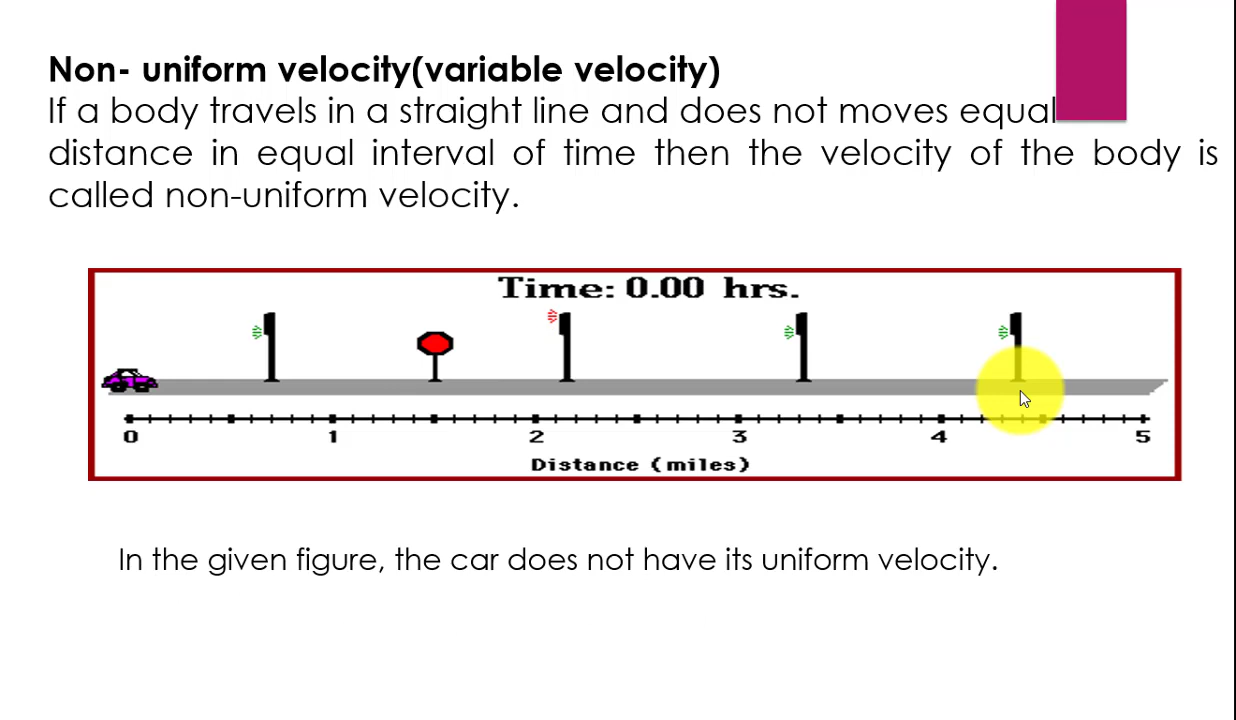 Non- uniform velocity(variable velocity)
If a body travels in a straight line and does not moves equal
distance in equal interval of time then the velocity of the body is
called non-uniform velocity.
Time: 0.00 hrs.
0 1 2 3 4 5
Distance (miles)
In the given figure, the car does not have its uniform velocity.